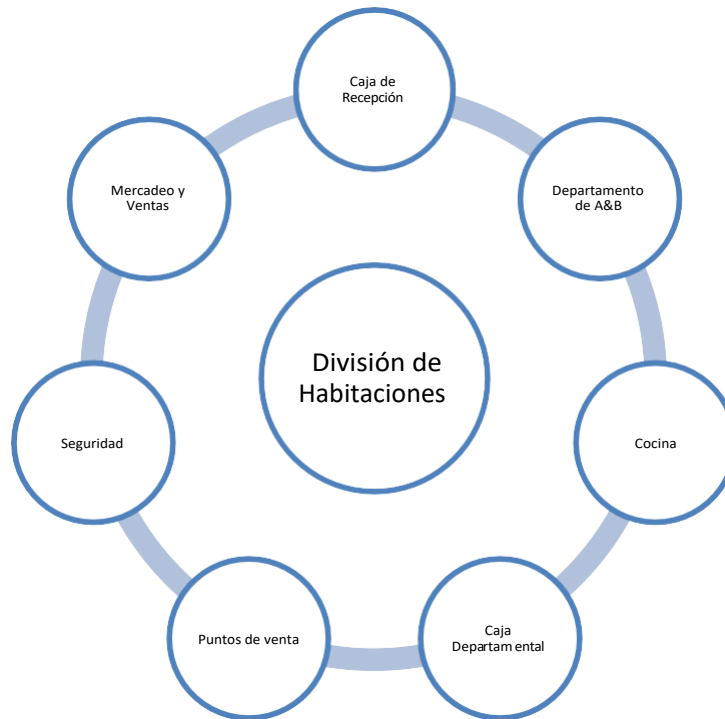 Caja de
Recepción
Departamento
de A&B
Cocina
Caja
Departam ental
Puntos de venta
Seguridad
Mercadeo y
Ventas
División de
Habitaciones